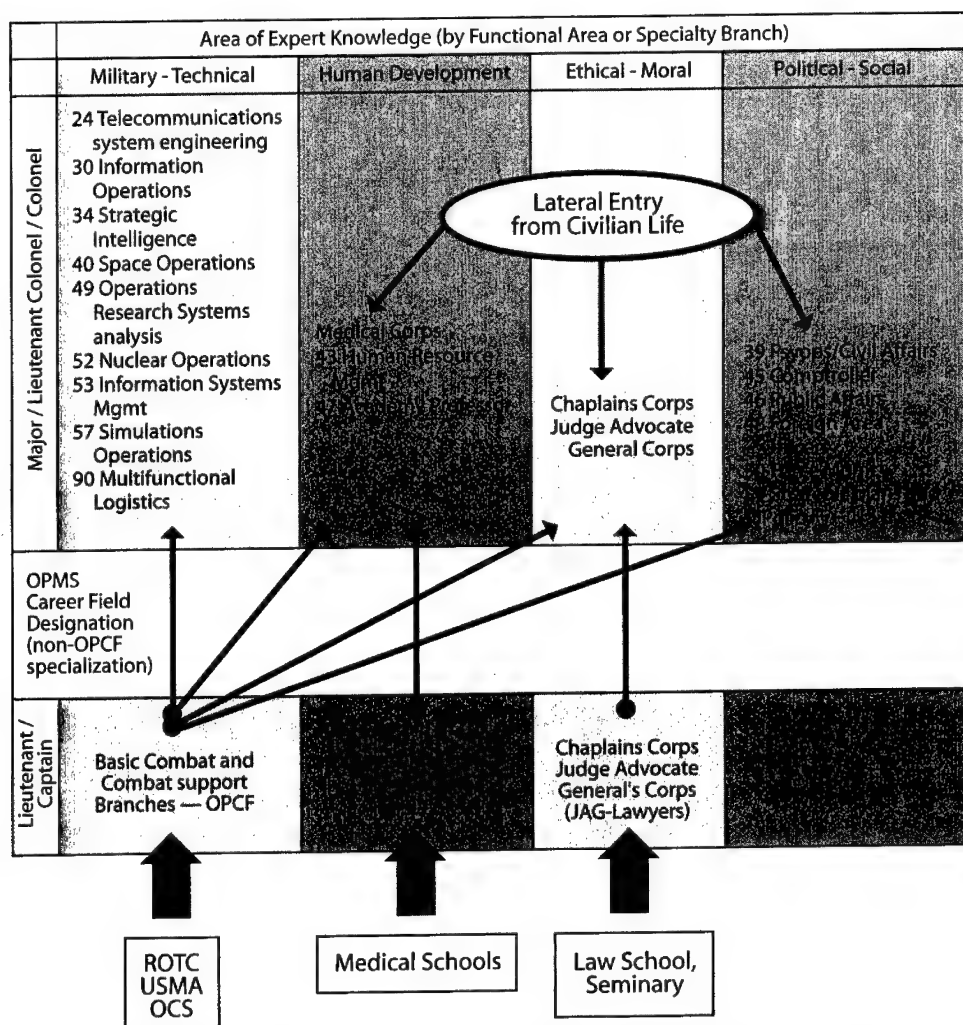 Area of Expert Knowledge (by Functional Area or Specialty Branch)
Military - Technical
Human Development
Ethical - Moral
Political - Social
Major / Lieutenant Colonel / Colonel
24 Telecommunications
system engineering
30 Information
Operations
34 Strategic
Intelligence
40 Space Operations
49 Operations
Research Systems
analysis
52 Nuclear Operations
53 Information Systems
Mgmt
57 Simulations
Operations
90 Multifunctional
Logistics
Lateral Entry
from Civilian Life
Medical Corps
43 Human Resource
Mgmt
Chaplains Corps
Judge Advocate
General Corps
39 Psyops/Civil Affairs
45 Comptroller
46 Public Affairs
OPMS
Career Field
Designation
(non-OPCF
specialization)
Lieutenant /
Captain
Basic Combat and
Combat support
Branches — OPCF
Chaplains Corps
Judge Advocate
General's Corps
(JAG-Lawyers)
ROTC
USMA
OCS
Medical Schools
Law School,
Seminary